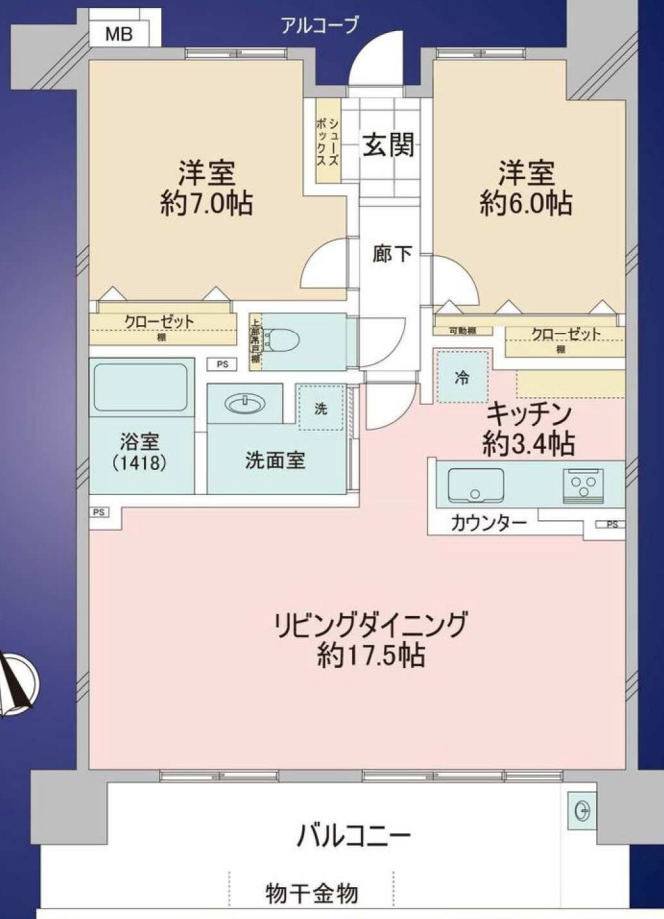 アルコーブ
MB
シューズ
ボックス
玄関
洋室
約7.0帖
洋室
約6.0帖
廊下
クローゼット
棚
上部吊戸棚
可動棚
クローゼット
棚
PS
冷
洗
キッチン
約3.4帖
浴室
(1418)
洗面室
PS
カウンター
PS
リビングダイニング
約17.5帖
バルコニー
物干金物